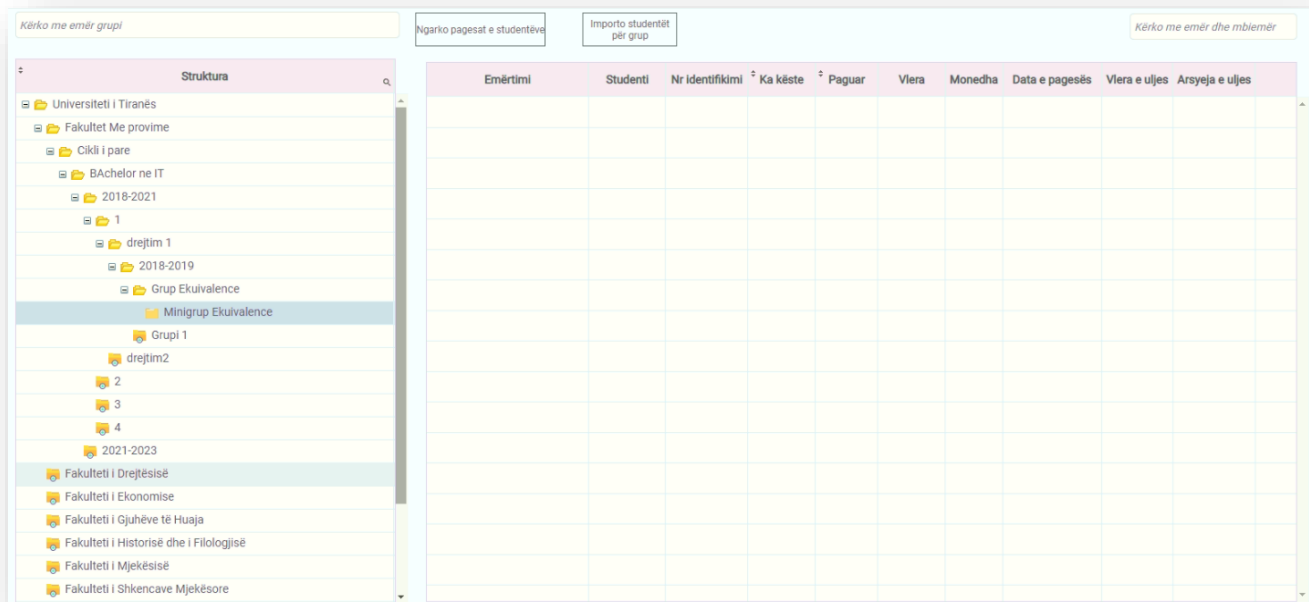 Kërko me emër grupi
Ngarko pagesat e studentëve
Importo studentët
për grup
Kërko me emër dhe mbiemër
Struktura
Universiteti i Tiranës
Fakultet Me provime
Cikli i pare
BAchelor ne IT
2018-2021
1
drejtim 1
2018-2019
Grup Ekuivalence
Minigrup Ekuivalence
Grupi 1
drejtim2
2
3
4
2021-2023
Fakulteti i Drejtësisë
Fakulteti i Ekonomise
Fakulteti i Gjuhëve të Huaja
Fakulteti i Historisë dhe i Filologjisë
Fakulteti i Mjekësisë
Fakulteti i Shkencave Mjekësore
Emërtimi Studenti Nr identifikimi Ka këste Paguar Vlera Monedha Data e pagesës Vlera e uljes Arsyeja e uljes